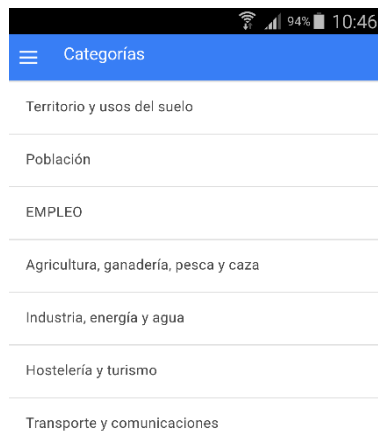 94% 10:46
Categorías
Territorio y usos del suelo
Población
EMPLEO
Agricultura, ganadería, pesca y caza
Industria, energía y agua
Hostelería y turismo
Transporte y comunicaciones